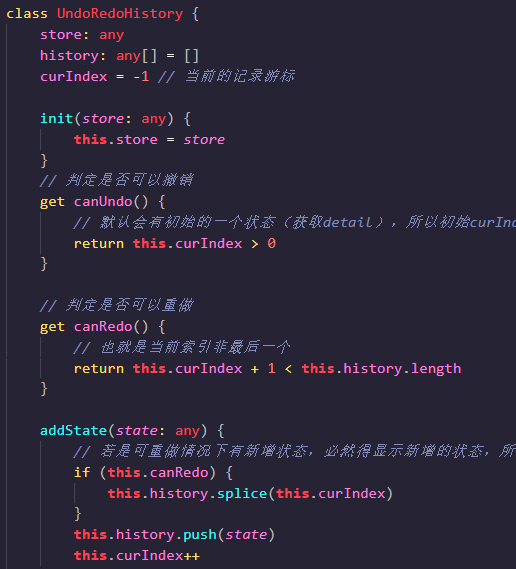 class UndoRedoHistory {
store: any
history: any[] = []
curIndex = -1 // 当前的记录游标
init(store: any) {
this.store = store
}
// 判定是否可以撤销
get canUndo() {
// 默认会有初始的一个状态（获取detail），所以初始curInd
return this.curIndex > 0
}
// 判定是否可以重做
get canRedo() {
// 也就是当前索引非最后一个
return this.curIndex + 1 < this.history.length
}
addState(state: any) {
// 若是可重做情况下有新增状态，必然得显示新增的状态，所
if (this.canRedo) {
this.history.splice(this.curIndex)
}
this.history.push(state)
this.curIndex++